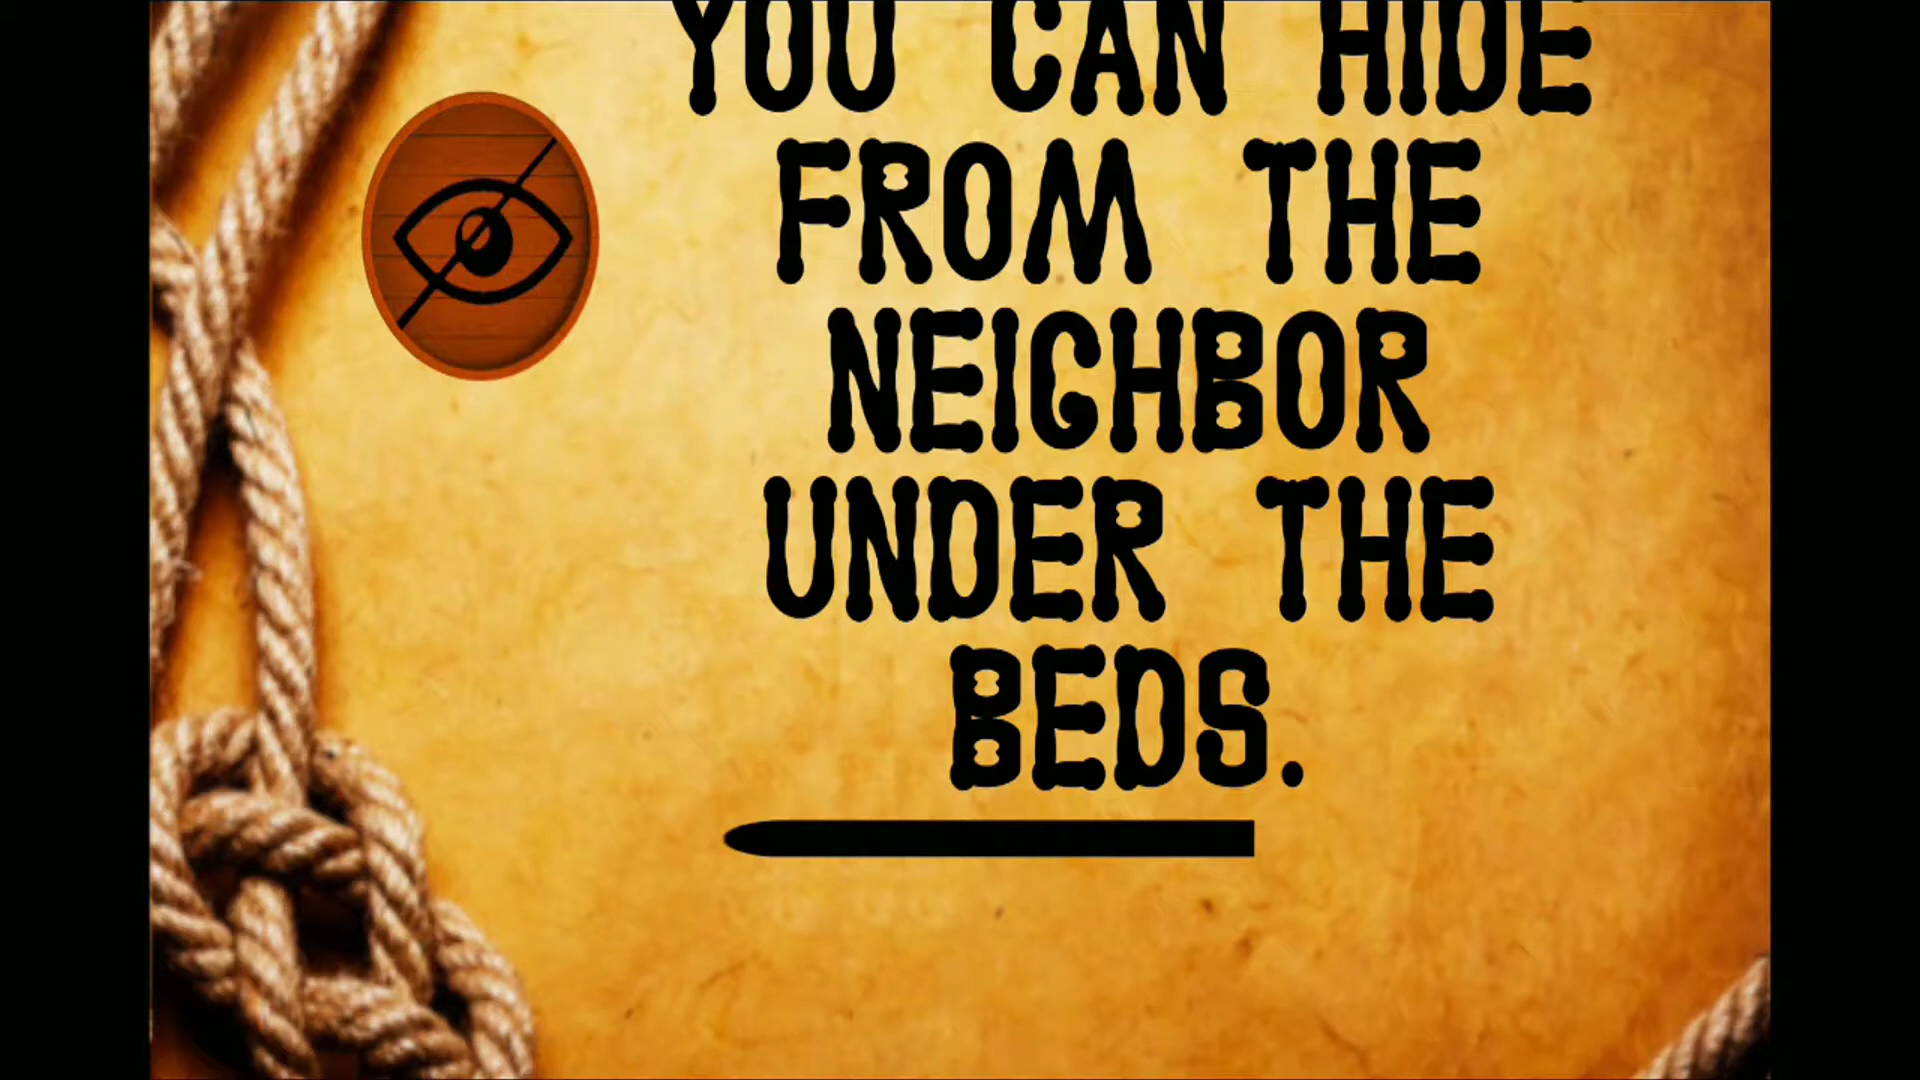 YOU CAN HIDE
FROM THE
NEIGHBOR
UNDER THE
BEDS.